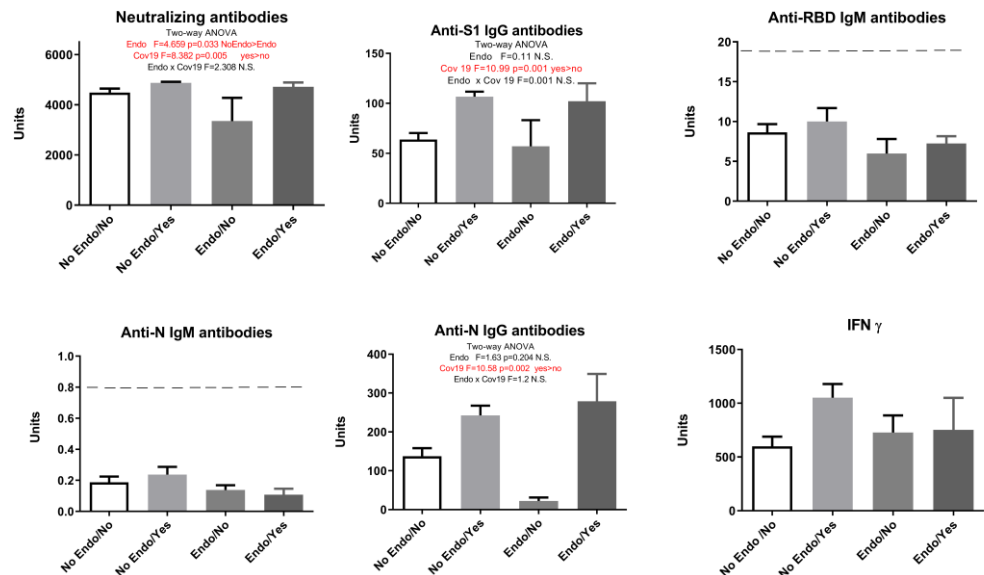 Neutralizing antibodies
Two-way ANOVA
Endo F=4.659 p=0.033 NoEndo>Endo
Cov19 F=8.382 p=0.005 yes>no
Endo x Cov19 F=2.308 N.S.
Units
6000
4000
2000
0
No Endo/No
No Endo/Yes
Endo/No
Endo/Yes
Anti-S1 IgG antibodies
Two-way ANOVA
Endo F=0.11 N.S.
Cov 19 F=10.99 p=0.001 yes>no
Endo x Cov 19 F=0.001 N.S.
Units
150
100
50
0
No Endo/No
No Endo/Yes
Endo/No
Endo/Yes
Anti-RBD IgM antibodies
Units
20
15
10
5
0
No Endo/No
No Endo/Yes
Endo/No
Endo/Yes
Anti-N IgM antibodies
Units
1.0
0.8
0.6
0.4
0.2
0.0
No Endo/No
No Endo/Yes
Endo/No
Endo/Yes
Anti-N IgG antibodies
Two-way ANOVA
Endo F=1.63 p=0.204 N.S.
Cov19 F=10.58 p=0.002 yes>no
Endo x Cov19 F=1.2 N.S.
Units
400
300
200
100
0
No Endo/No
No Endo/Yes
Endo/No
Endo/Yes
IFN γ
Units
1500
1000
500
0
No Endo /No
No Endo/Yes
Endo/No
Endo/Yes